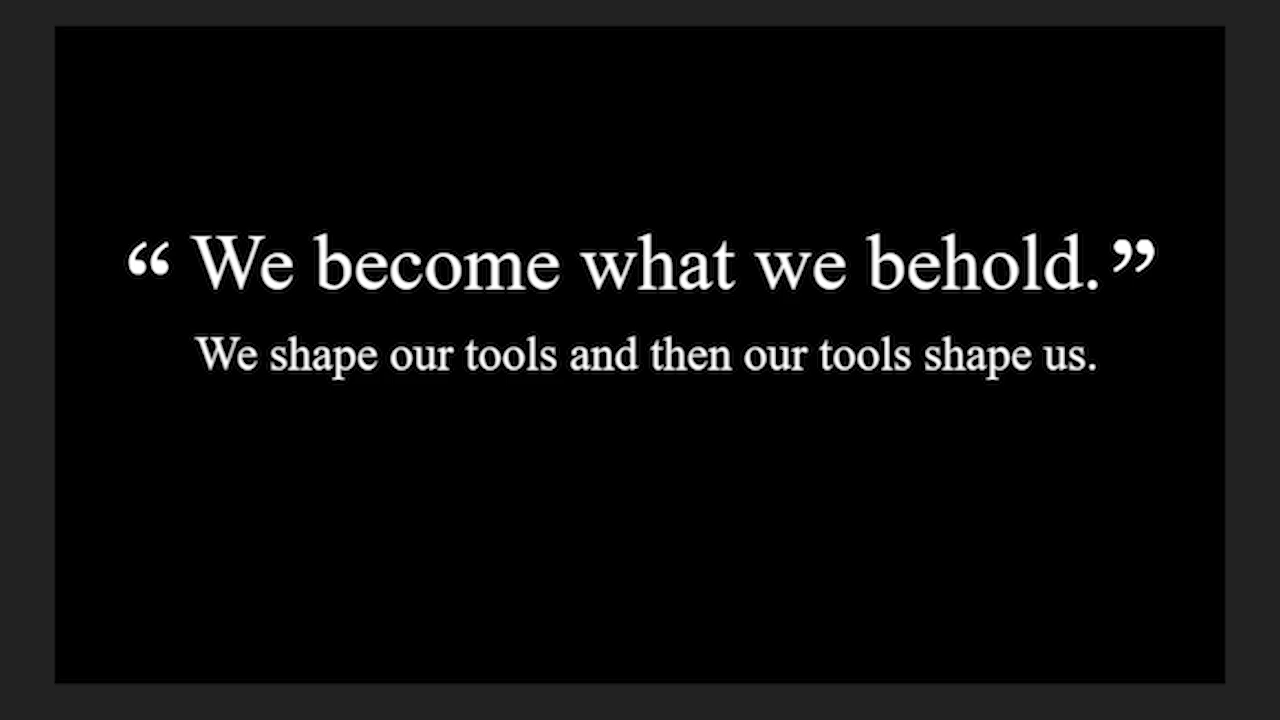 “ We become what we behold. ”
We shape our tools and then our tools shape us.